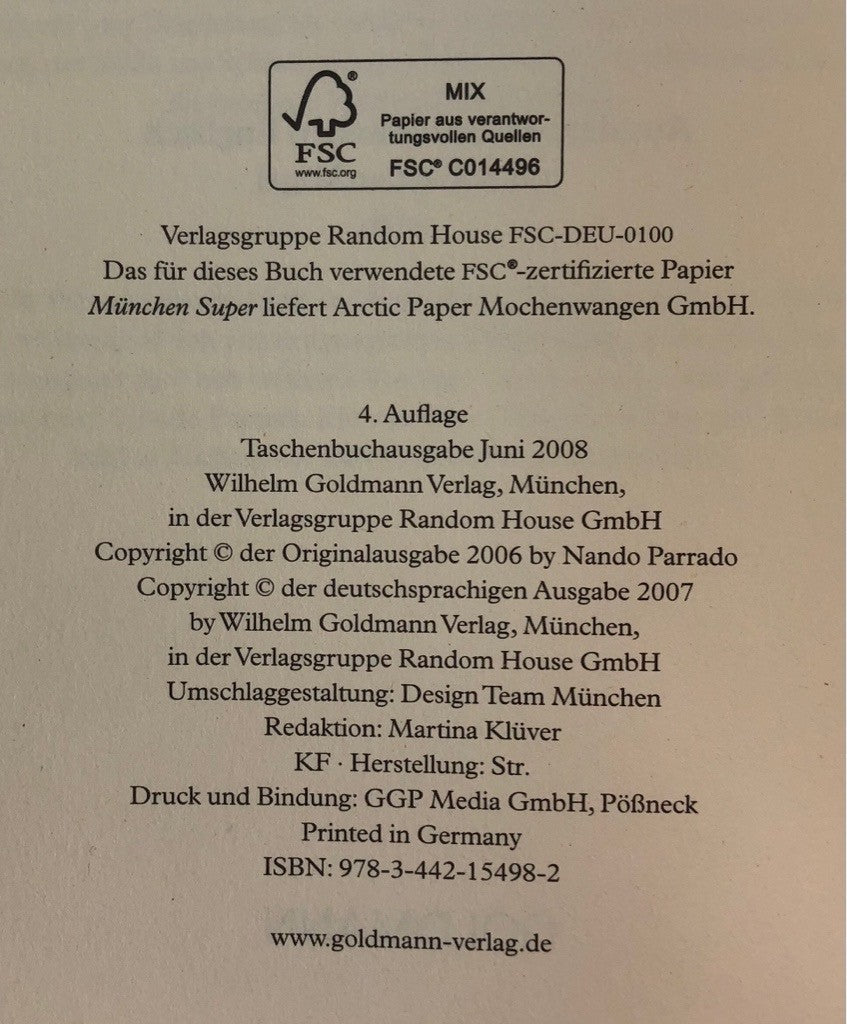 FSC®
www.fsc.org
MIX
Papier aus verantwor-
tungsvollen Quellen
FSC® C014496
Verlagsgruppe Random House FSC-DEU-0100
Das für dieses Buch verwendete FSC®-zertifizierte Papier
München Super liefert Arctic Paper Mochenwangen GmbH.
4. Auflage
Taschenbuchausgabe Juni 2008
Wilhelm Goldmann Verlag, München,
in der Verlagsgruppe Random House GmbH
Copyright © der Originalausgabe 2006 by Nando Parrado
Copyright © der deutschsprachigen Ausgabe 2007
by Wilhelm Goldmann Verlag, München,
in der Verlagsgruppe Random House GmbH
Umschlaggestaltung: Design Team München
Redaktion: Martina Klüver
KF · Herstellung: Str.
Druck und Bindung: GGP Media GmbH, Pößneck
Printed in Germany
ISBN: 978-3-442-15498-2
www.goldmann-verlag.de